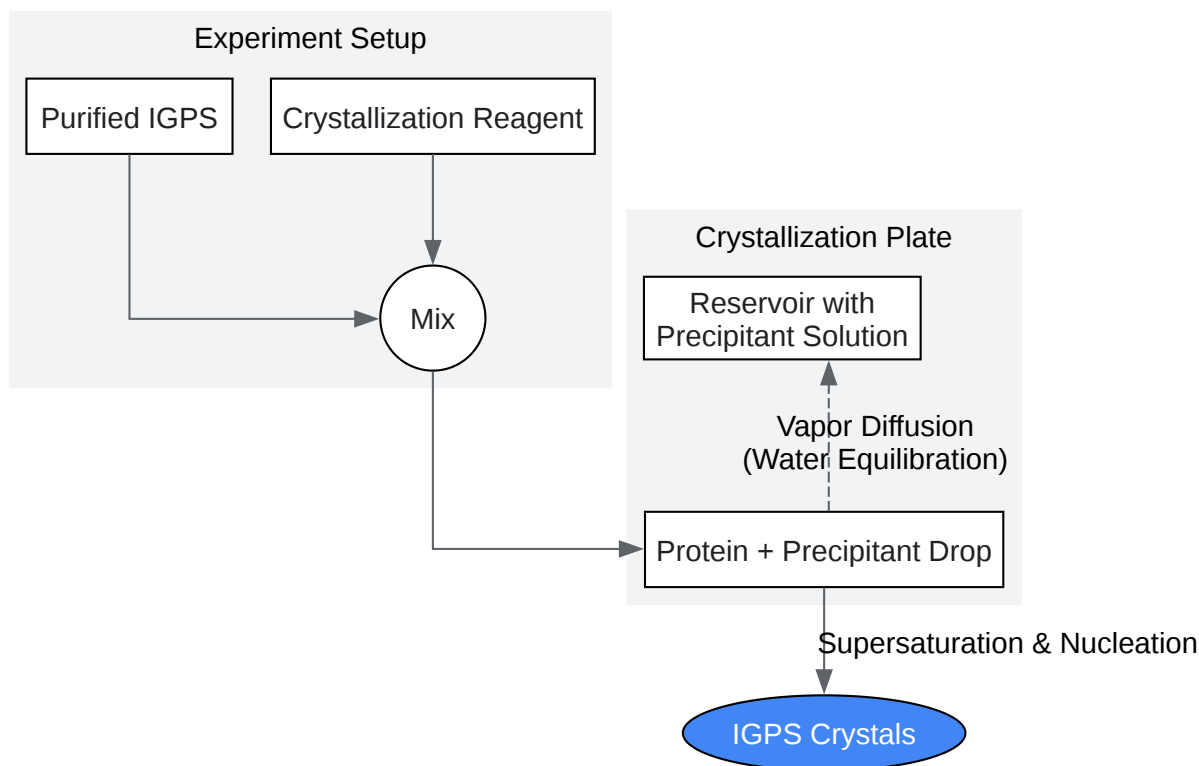 Experiment Setup
Purified IGPS
Crystallization Reagent
Mix
Crystallization Plate
Reservoir with
Precipitant Solution
Vapor Diffusion
(Water Equilibration)
Protein + Precipitant Drop
Supersaturation & Nucleation
IGPS Crystals